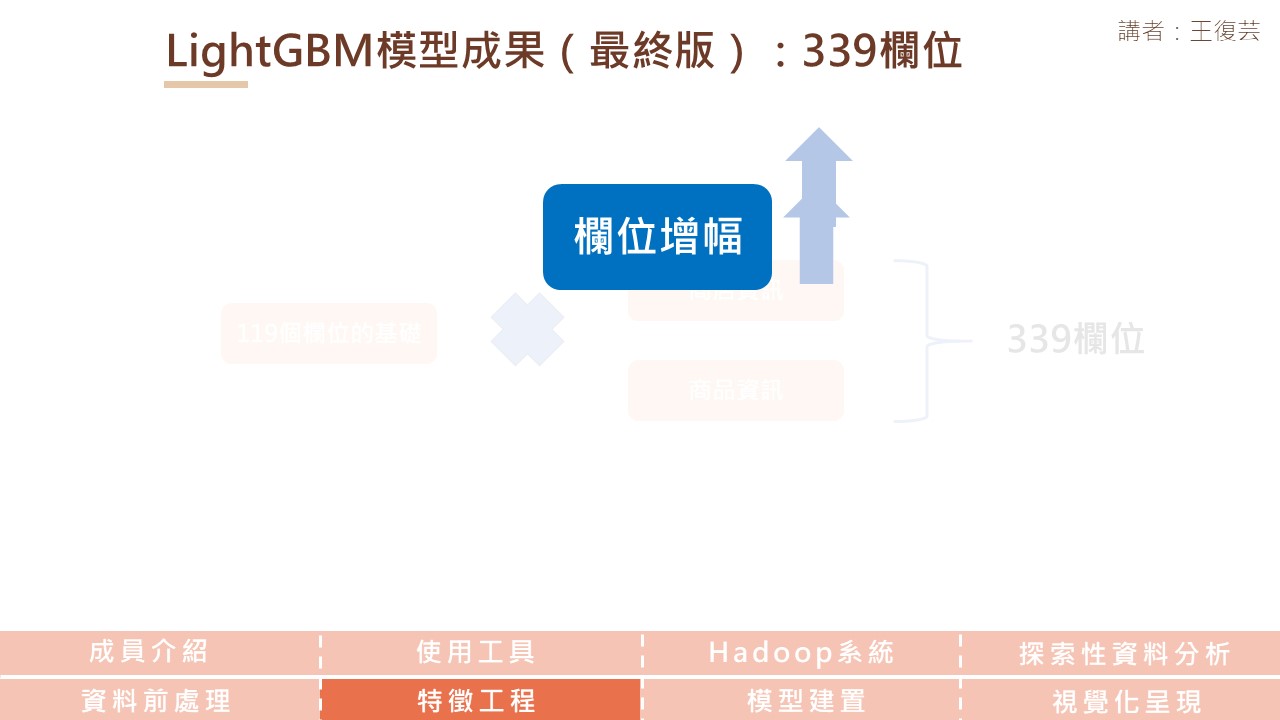 LightGBM模型成果（最終版）：339欄位
講者：王復芸
欄位增幅
119個欄位的基礎
商品資訊
339欄位
成員介紹
使用工具
Hadoop系統
探索性資料分析
資料前處理
特徵工程
模型建置
視覺化呈現